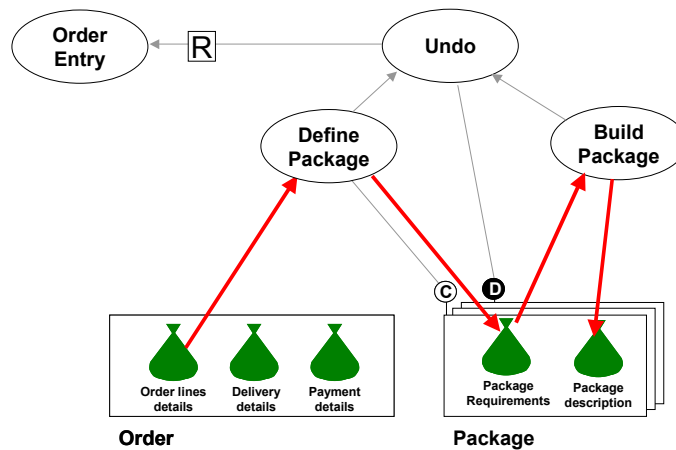 Order
Entry
R
Undo
Define
Package
Build
Package
C
D
Order lines
details
Delivery
details
Payment
details
Package
Requirements
Package
description
Order
Package